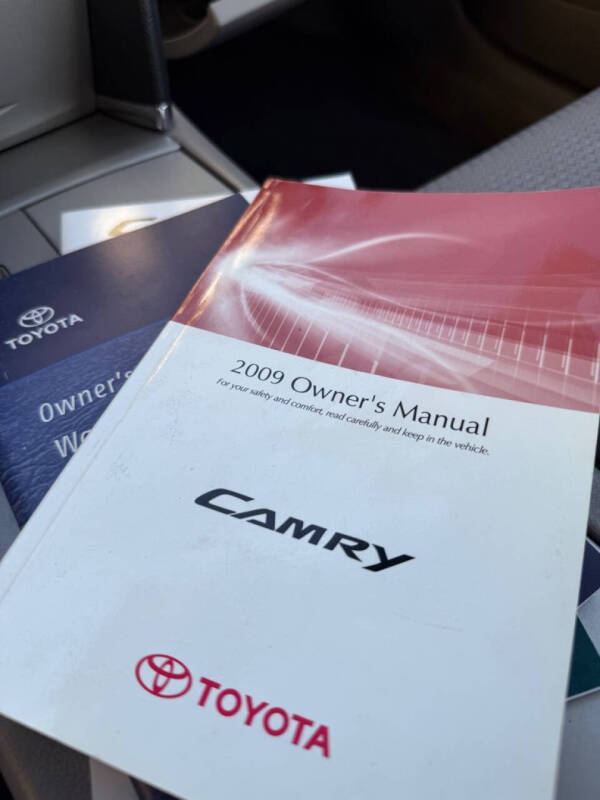 2009 Owner's Manual
For your safety and comfort, read carefully and keep in the vehicle.
CAMRY
TOYOTA
TOYOTA
Owner's